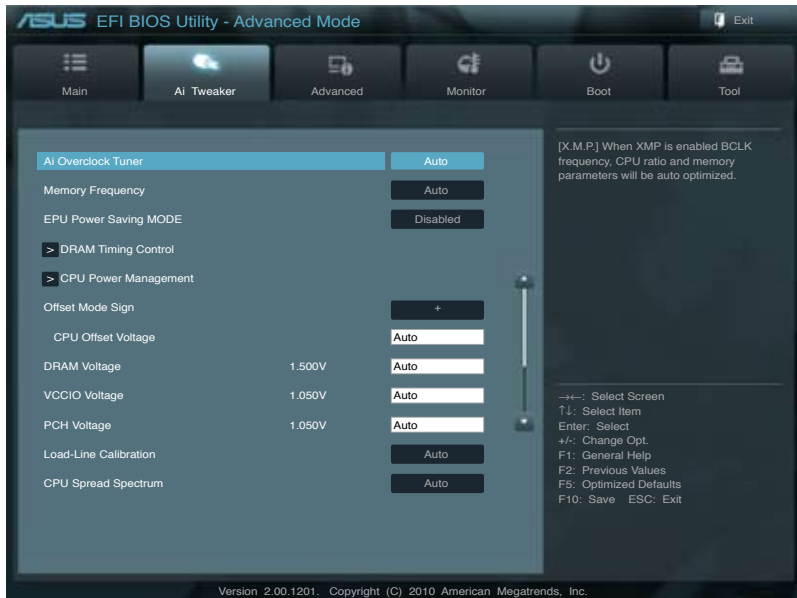 ASUS EFI BIOS Utility - Advanced Mode
Exit
Main
Ai Tweaker
Advanced
Monitor
Boot
Tool
Ai Overclock Tuner Auto
Memory Frequency Auto
EPU Power Saving MODE Disabled
> DRAM Timing Control
> CPU Power Management
Offset Mode Sign +
CPU Offset Voltage Auto
DRAM Voltage 1.500V Auto
VCCIO Voltage 1.050V Auto
PCH Voltage 1.050V Auto
Load-Line Calibration Auto
CPU Spread Spectrum Auto
[X.M.P.] When XMP is enabled BCLK
frequency, CPU ratio and memory
parameters will be auto optimized.
→←: Select Screen
↑↓: Select Item
Enter: Select
+/-: Change Opt.
F1: General Help
F2: Previous Values
F5: Optimized Defaults
F10: Save ESC: Exit
Version 2.00.1201. Copyright (C) 2010 American Megatrends, Inc.